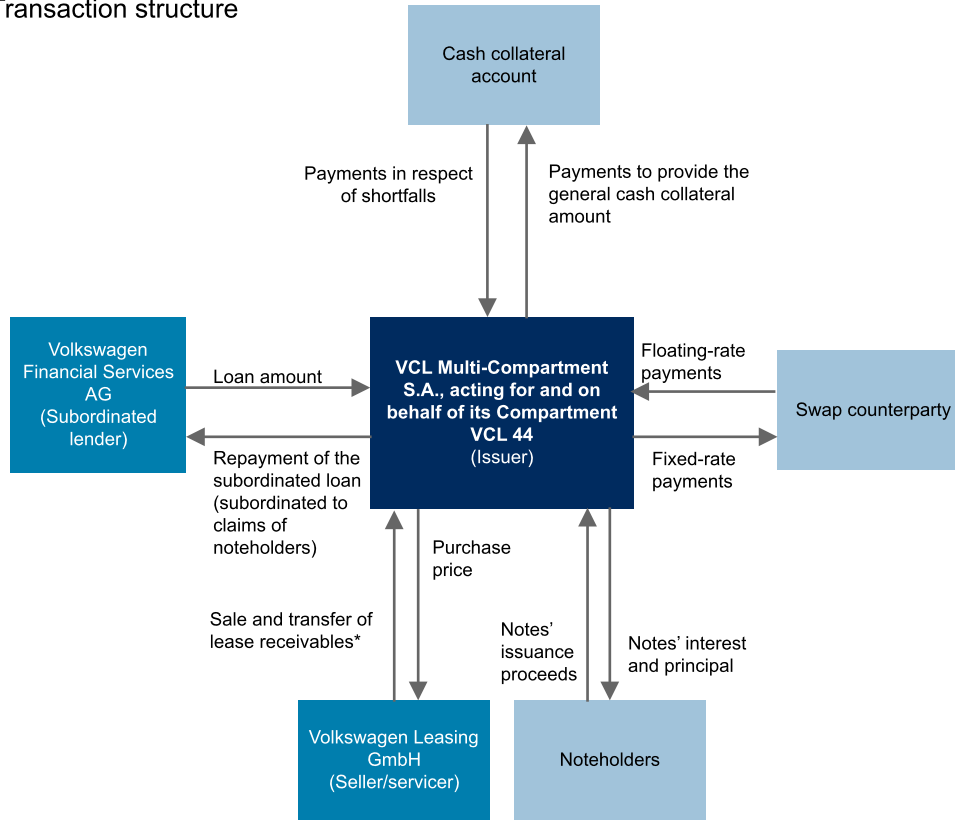 Transaction structure
Cash collateral
account
Payments in respect
of shortfalls
Payments to provide the
general cash collateral
amount
Volkswagen
Financial Services
AG
(Subordinated
lender)
Loan amount
Repayment of the
subordinated loan
(subordinated to
claims of
noteholders)
VCL Multi-Compartment
S.A., acting for and on
behalf of its Compartment
VCL 44
(Issuer)
Floating-rate
payments
Fixed-rate
payments
Swap counterparty
Purchase
price
Sale and transfer of
lease receivables*
Notes’
issuance
proceeds
Notes’ interest
and principal
Volkswagen Leasing
GmbH
(Seller/servicer)
Noteholders